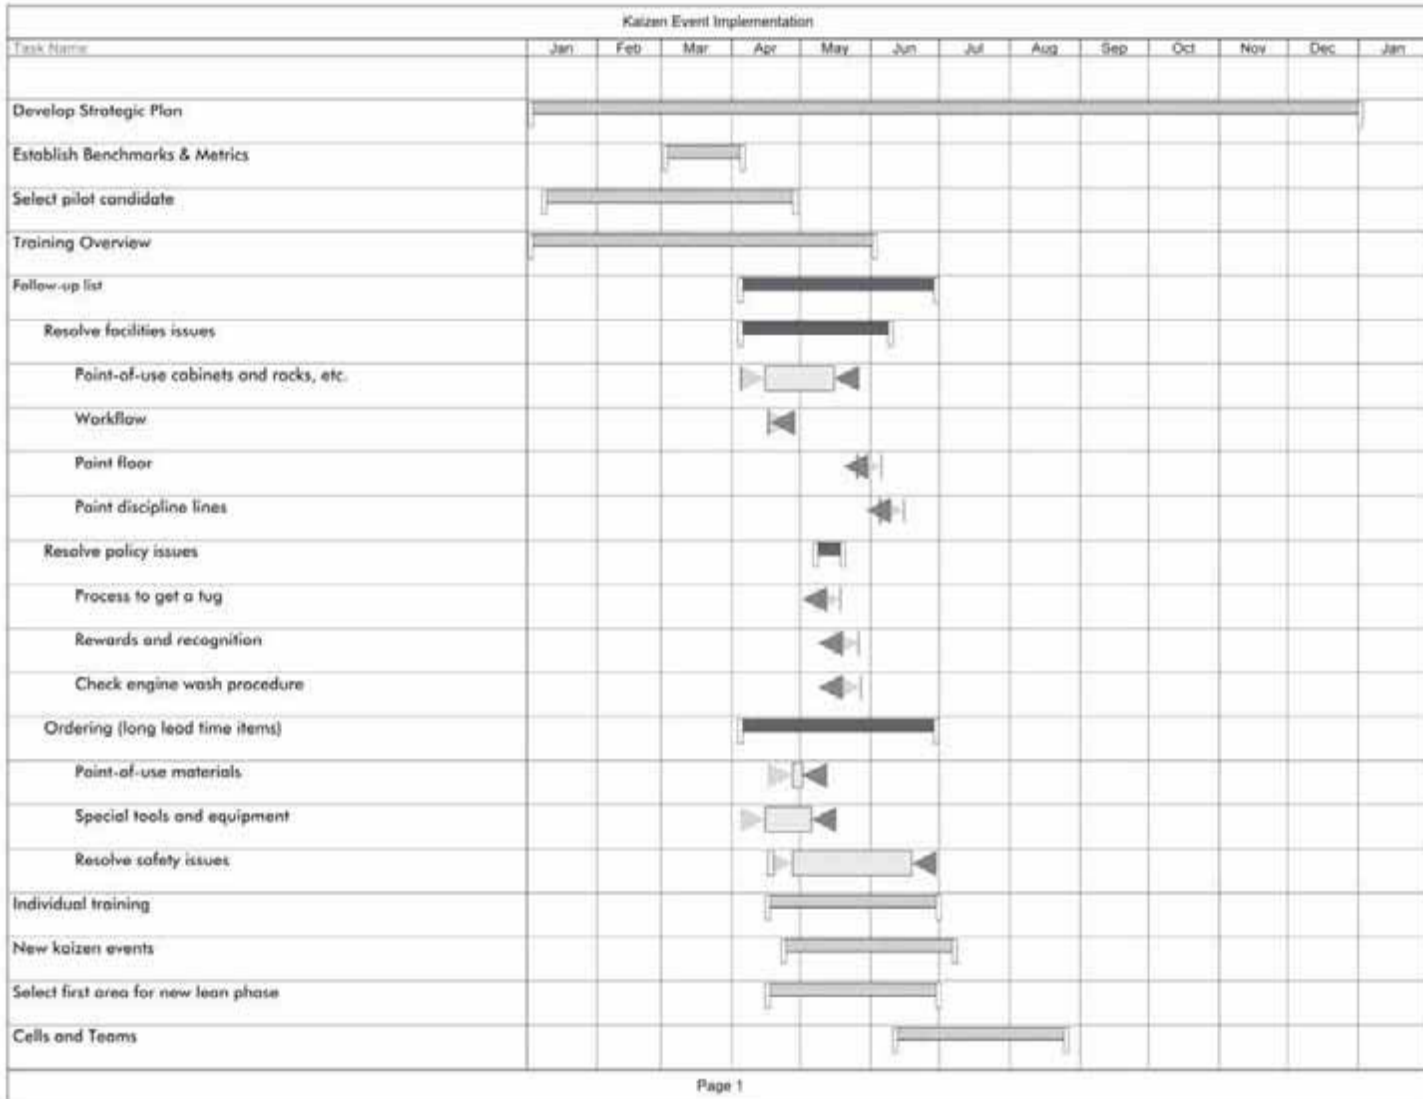 Kaizen Event Implementation
Task Name Jan Feb Mar Apr May Jun Jul Aug Sep Oct Nov Dec Jan
Develop Strategic Plan
Establish Benchmarks & Metrics
Select pilot candidate
Training Overview
Follow-up list
Resolve facilities issues
Point-of-use cabinets and racks, etc.
Workflow
Paint floor
Paint discipline lines
Resolve policy issues
Process to get a tug
Rewards and recognition
Check engine wash procedure
Ordering (long lead time items)
Point-of-use materials
Special tools and equipment
Resolve safety issues
Individual training
New kaizen events
Select first area for new lean phase
Cells and Teams
Page 1